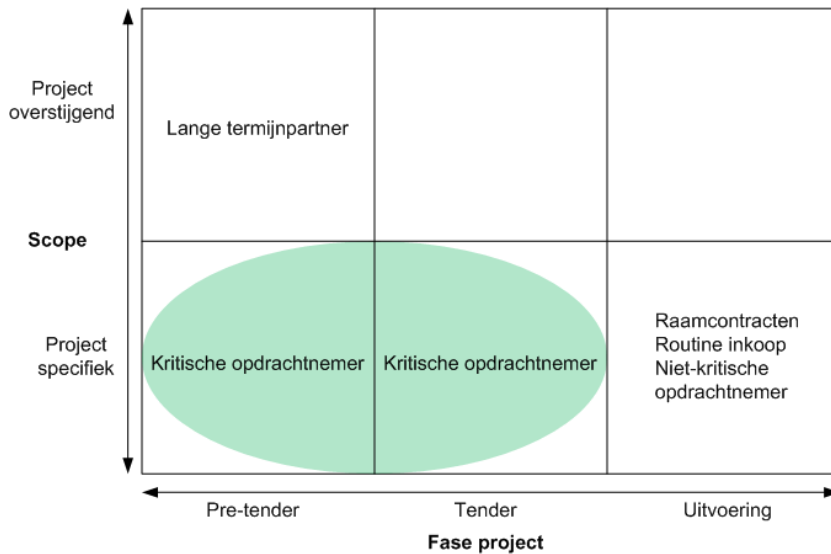 Project
overstijgend
Lange termijnpartner
Scope
Project
specifiek
Kritische opdrachtnemer
Kritische opdrachtnemer
Raamcontracten
Routine inkoop
Niet-kritische
opdrachtnemer
Pre-tender
Tender
Uitvoering
Fase project